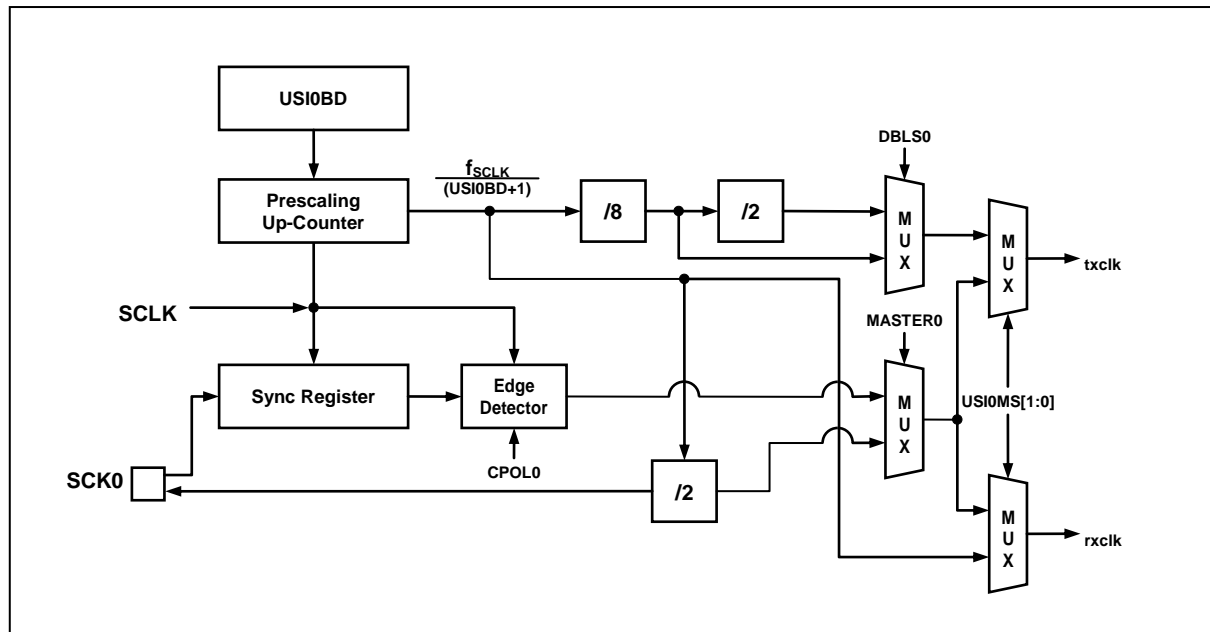 USI0BD
DBLS0
Prescaling
Up-Counter
fSCLK
(USI0BD+1)
/8
/2
M
U
X
M
U
X
txclk
SCLK
MASTER0
Sync Register
Edge
Detector
M
U
X
USI0MS[1:0]
CPOL0
SCK0
/2
M
U
X
rxclk